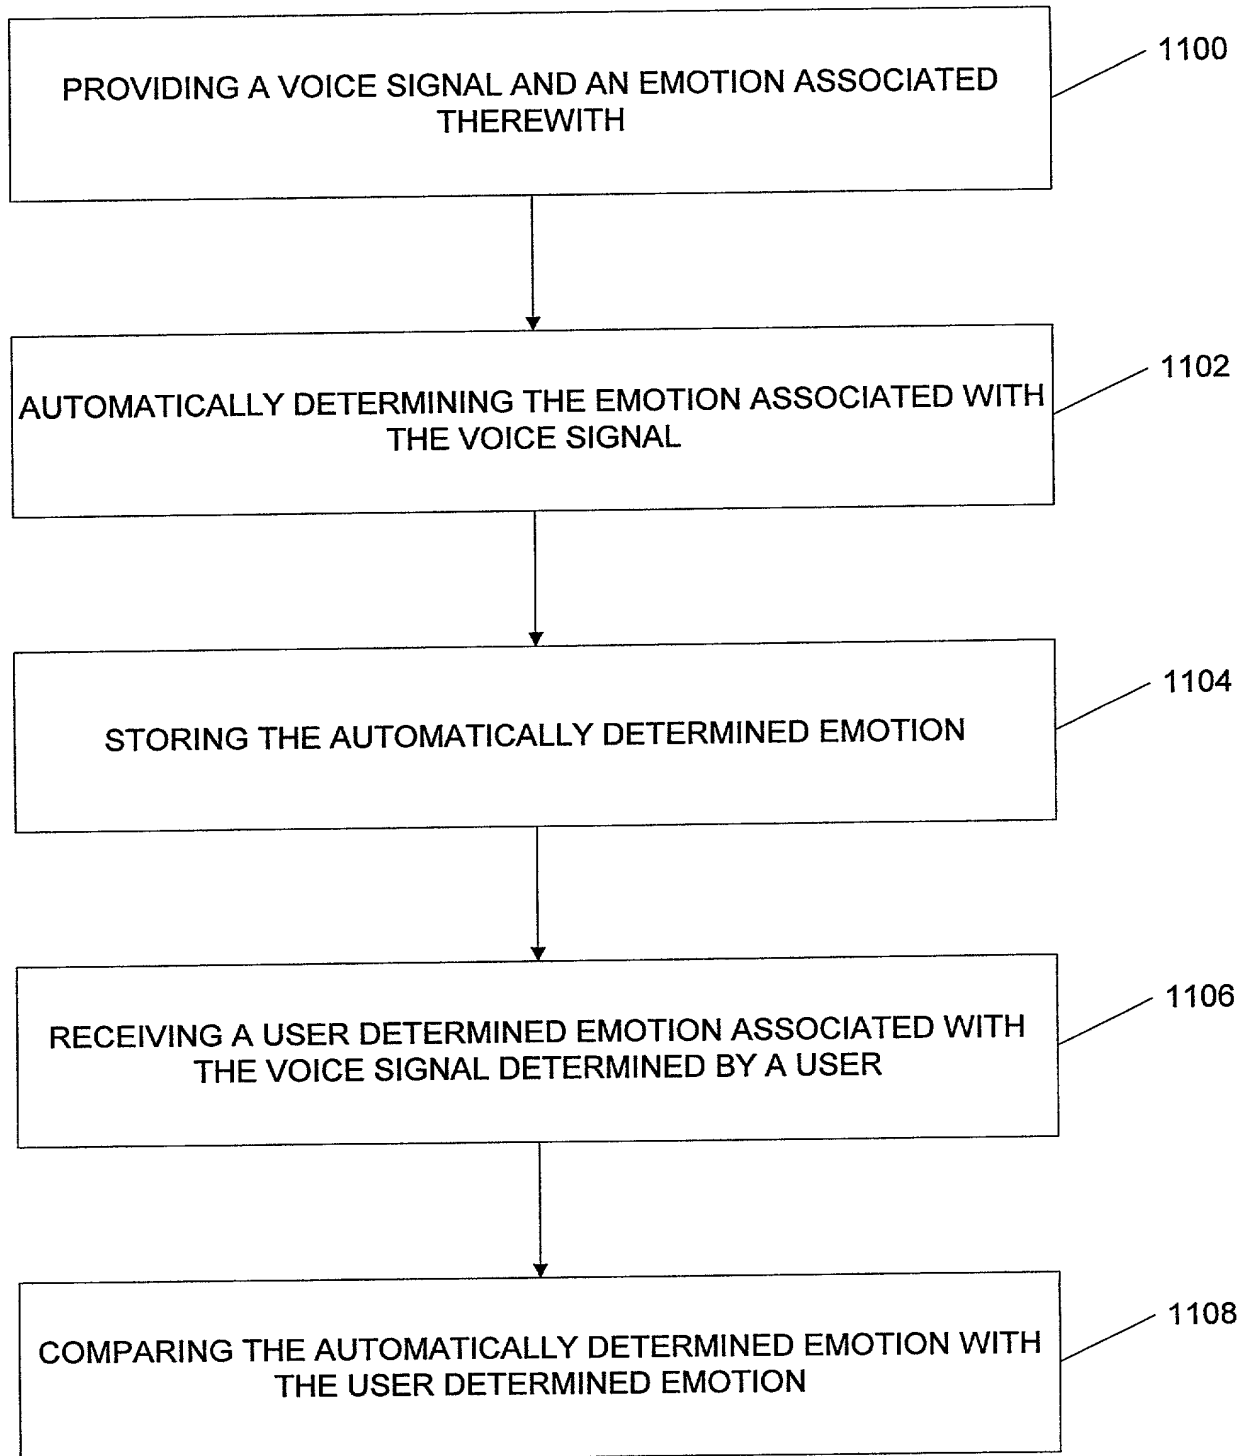 PROVIDING A VOICE SIGNAL AND AN EMOTION ASSOCIATED
THEREWITH
1100
AUTOMATICALLY DETERMINING THE EMOTION ASSOCIATED WITH
THE VOICE SIGNAL
1102
STORING THE AUTOMATICALLY DETERMINED EMOTION
1104
RECEIVING A USER DETERMINED EMOTION ASSOCIATED WITH
THE VOICE SIGNAL DETERMINED BY A USER
1106
COMPARING THE AUTOMATICALLY DETERMINED EMOTION WITH
THE USER DETERMINED EMOTION
1108